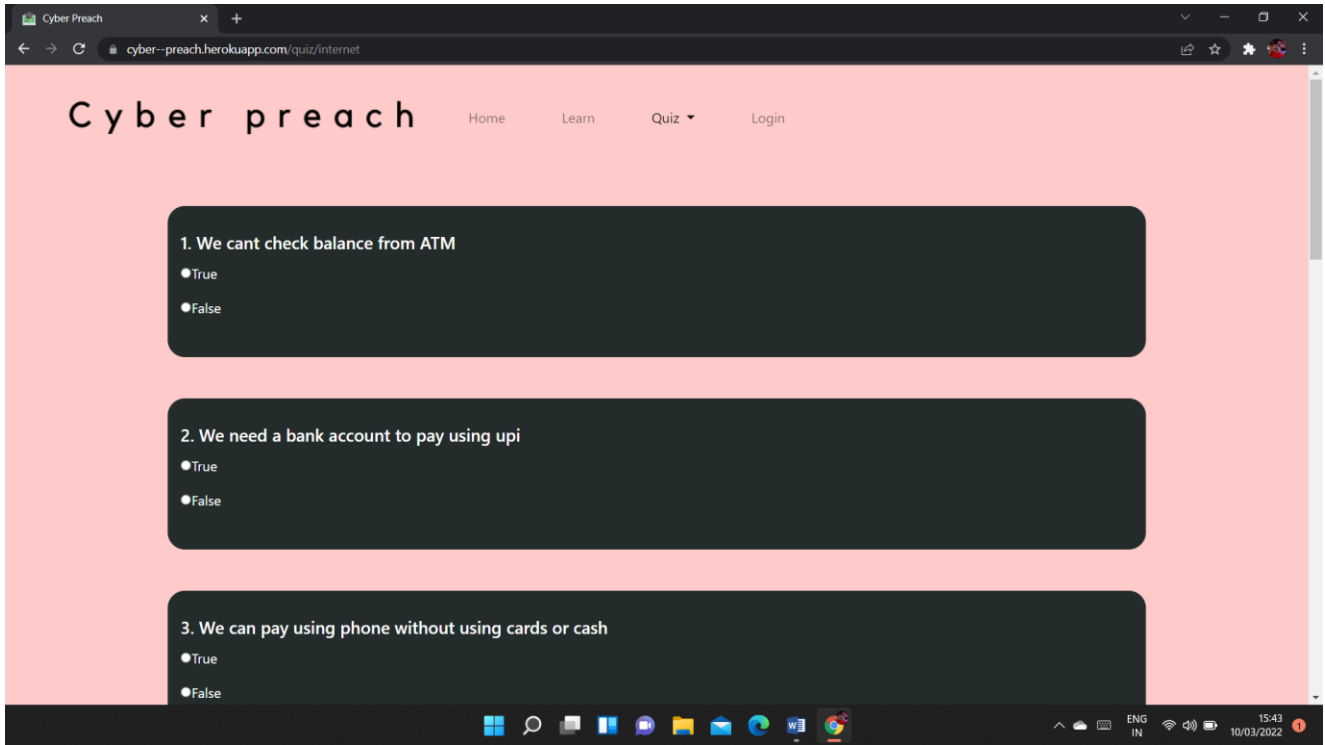 Cyber Preach
cyber--preach.herokuapp.com/quiz/internet
Cyber preach
Home
Learn
Quiz
Login
1. We cant check balance from ATM
True
False
2. We need a bank account to pay using upi
True
False
3. We can pay using phone without using cards or cash
True
False
ENG
IN
15:43
10/03/2022
1